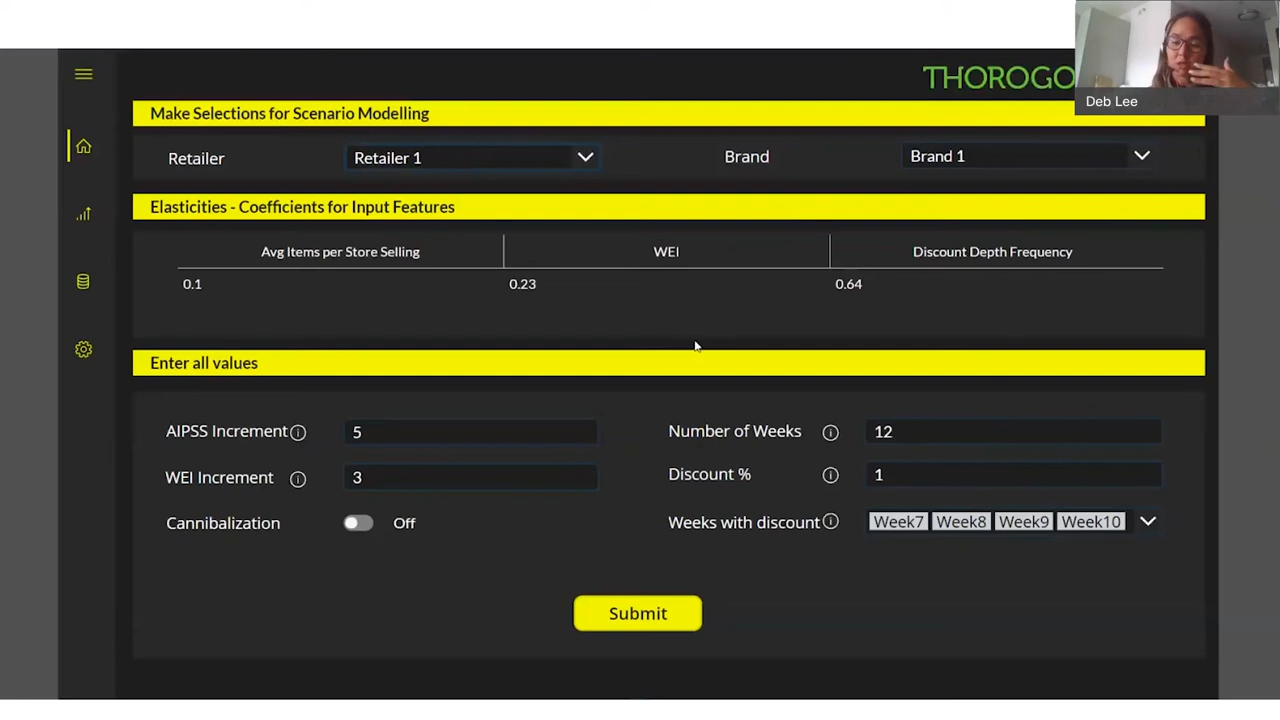 THOROGO
Deb Lee
Make Selections for Scenario Modelling
Retailer Retailer 1 Brand Brand 1
Elasticities - Coefficients for Input Features
Avg Items per Store Selling WEI Discount Depth Frequency
0.1 0.23 0.64
Enter all values
AIPSS Increment 5 Number of Weeks 12
WEI Increment 3 Discount % 1
Cannibalization Off Weeks with discount Week7 Week8 Week9 Week10
Submit